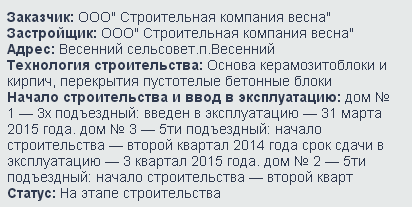 Заказчик: ООО" Строительная компания весна"
Застройщик: ООО" Строительная компания весна"
Адрес: Весенний сельсовет.п.Весенний
Технология строительства: Основа керамозитоблоки и
кирпич, перекрытия пустотелые бетонные блоки
Начало строительства и ввод в эксплуатацию: дом №
1 — 3х подъездный: введен в эксплуатацию — 31 марта
2015 года. дом № 3 — 5ти подъездный: начало
строительства — второй квартал 2014 года срок сдачи в
эксплуатацию — 3 квартал 2015 года. дом № 2 — 5ти
подъездный: начало строительства — второй кварт
Статус: На этапе строительства